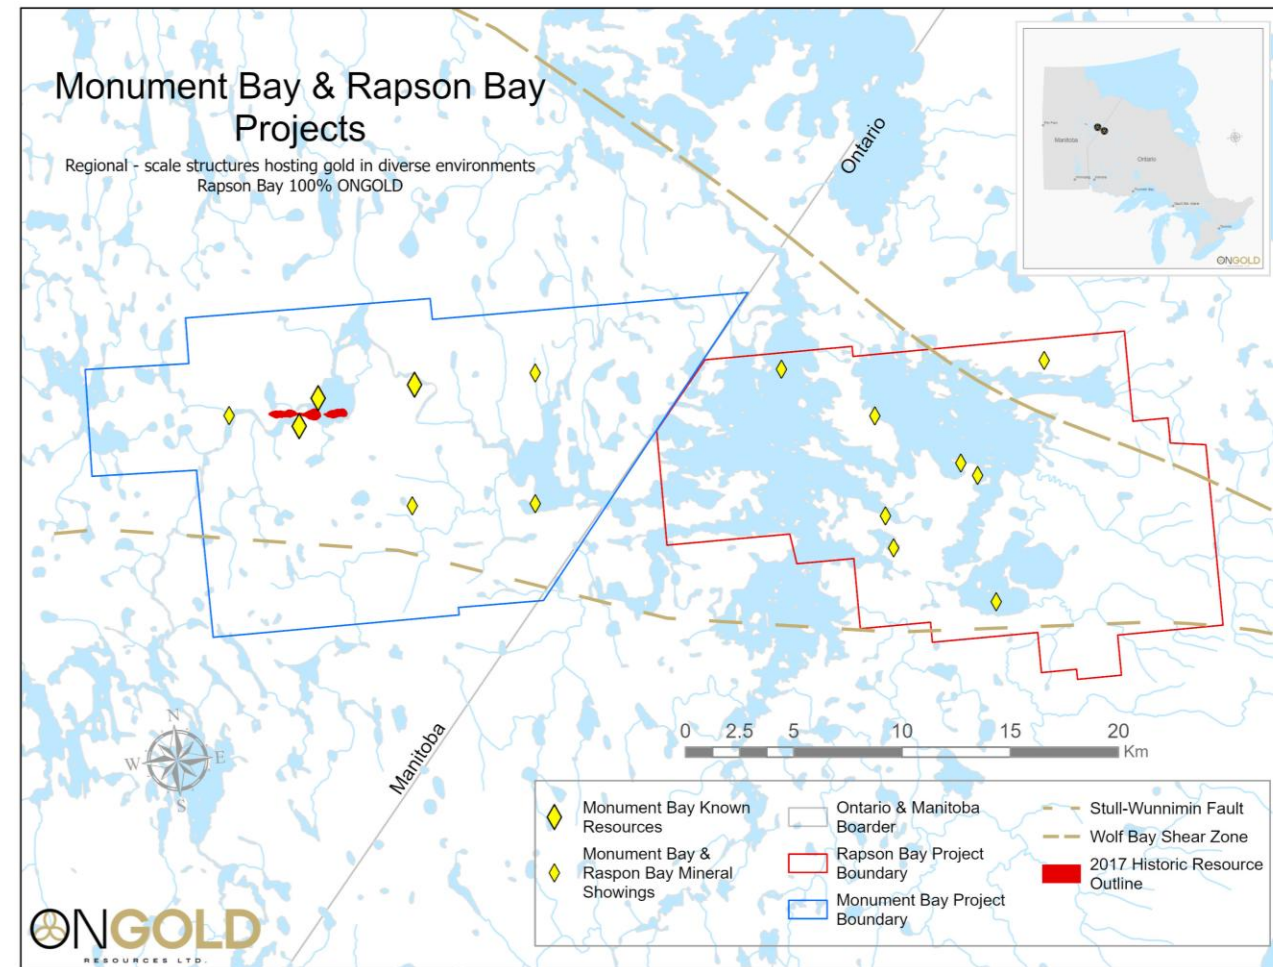 Monument Bay & Rapson Bay
Projects
Regional - scale structures hosting gold in diverse environments
Rapson Bay 100% ONGOLD
Ontario
Manitoba
Manitoba
Ontario
ONGOLD
N
W E
S
0 2.5 5 10 15 20
Km
Monument Bay Known
Resources
Monument Bay &
Raspon Bay Mineral
Showings
Ontario & Manitoba
Boarder
Rapson Bay Project
Boundary
Monument Bay Project
Boundary
Stull-Wunnimin Fault
Wolf Bay Shear Zone
2017 Historic Resource
Outline
ONGOLD
RESOURCES LTD.